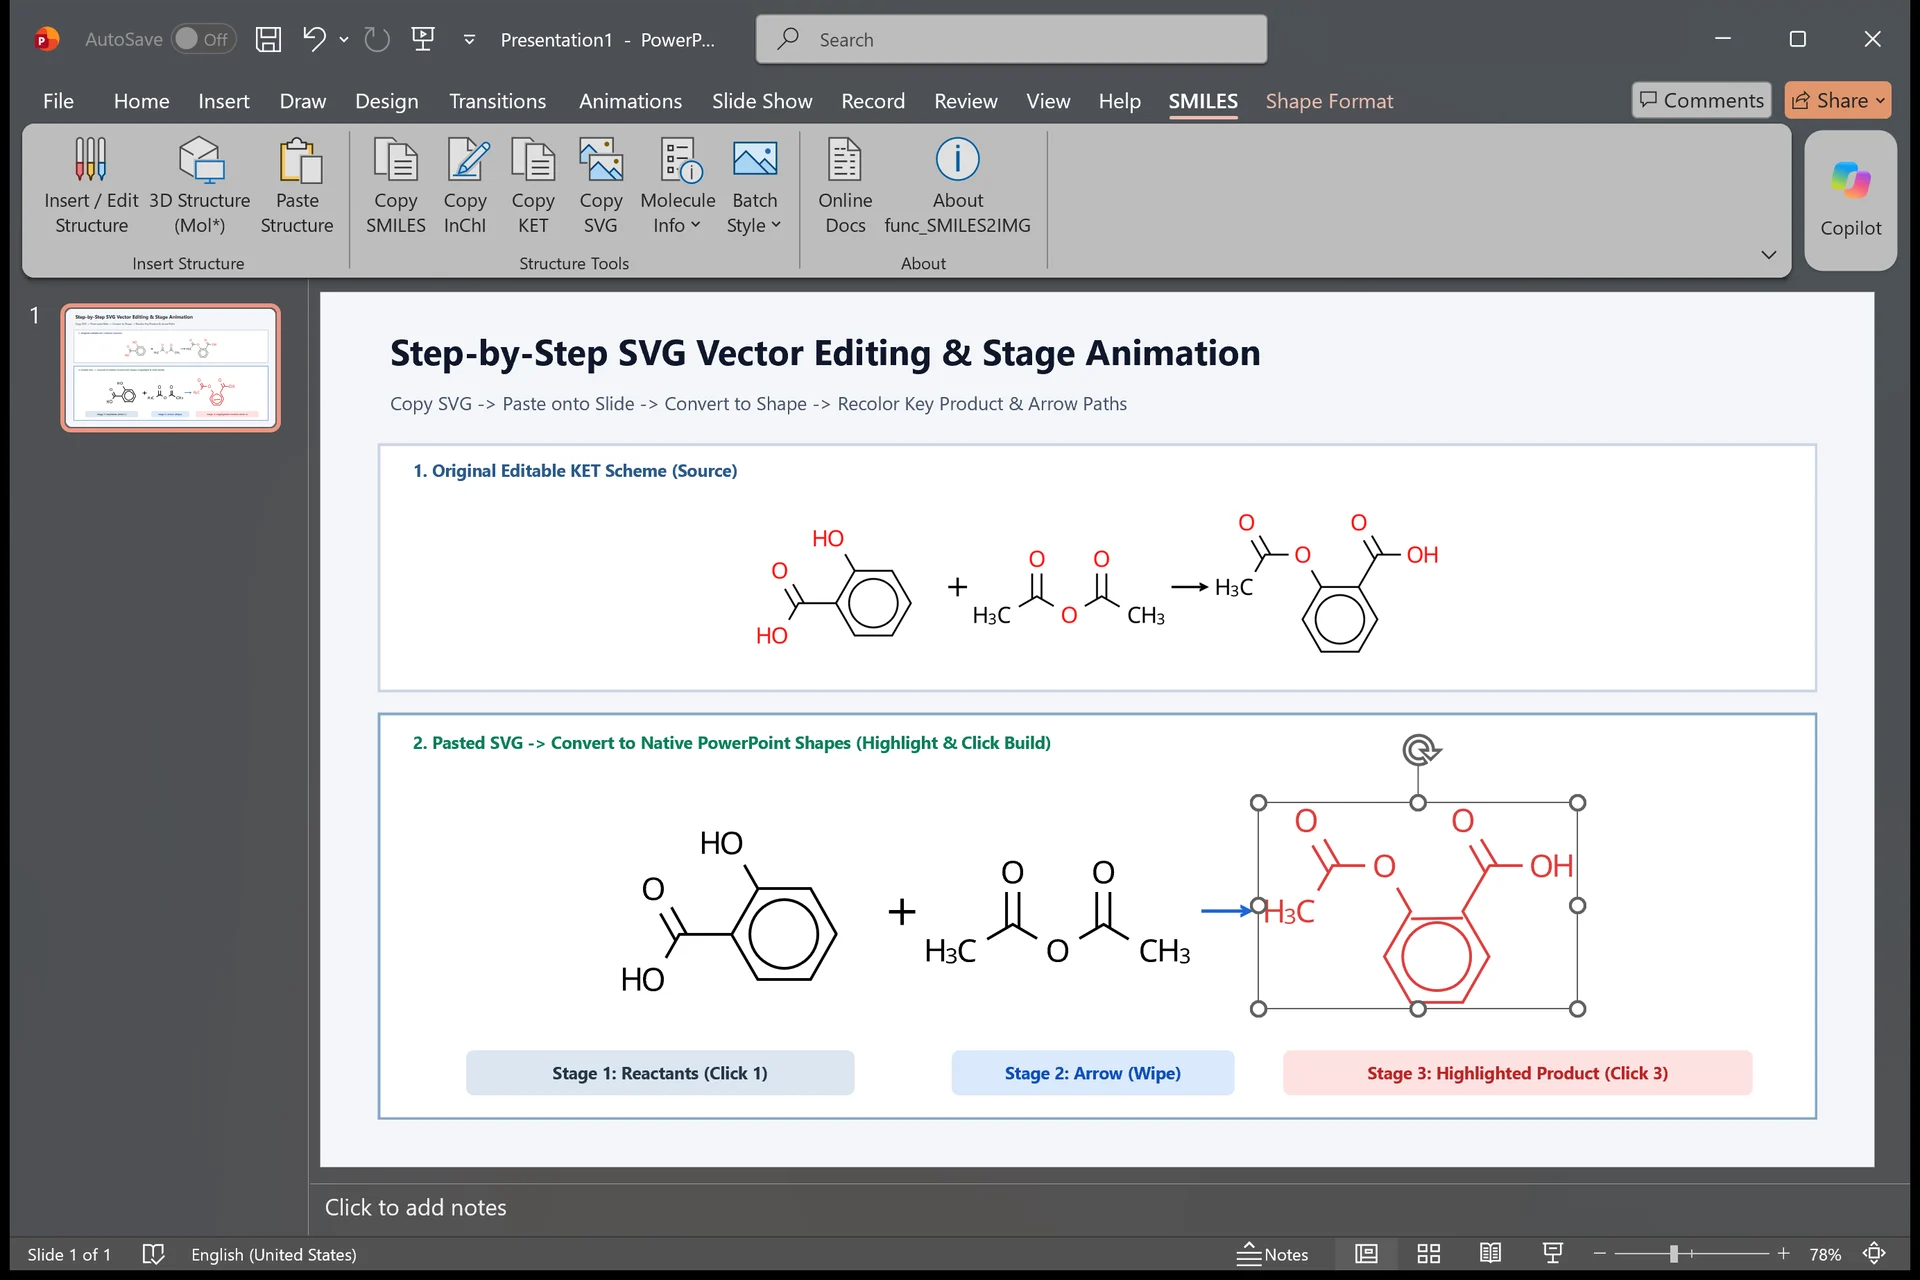 AutoSave Off Presentation1 - PowerP... Search
File Home Insert Draw Design Transitions Animations Slide Show Record Review View Help SMILES Shape Format Comments Share
Insert / Edit Structure
3D Structure (Mol*)
Paste Structure
Copy SMILES
Copy InChI
Copy KET
Copy SVG
Molecule Info
Batch Style
Online Docs
About func_SMILES2IMG
Copilot
Insert Structure
Structure Tools
About
1
Step-by-Step SVG Vector Editing & Stage Animation
Copy SVG -> Paste onto Slide -> Convert to Shape -> Recolor Key Product & Arrow Paths
1. Original Editable KET Scheme (Source)
HO
O
HO
+
O
O
H₃C
O
CH₃
O
O
O
OH
H₃C
2. Pasted SVG -> Convert to Native PowerPoint Shapes (Highlight & Click Build)
HO
O
HO
+
O
O
H₃C
O
CH₃
O
O
O
OH
H₃C
Stage 1: Reactants (Click 1)
Stage 2: Arrow (Wipe)
Stage 3: Highlighted Product (Click 3)
Click to add notes
Slide 1 of 1 English (United States) Notes 78%